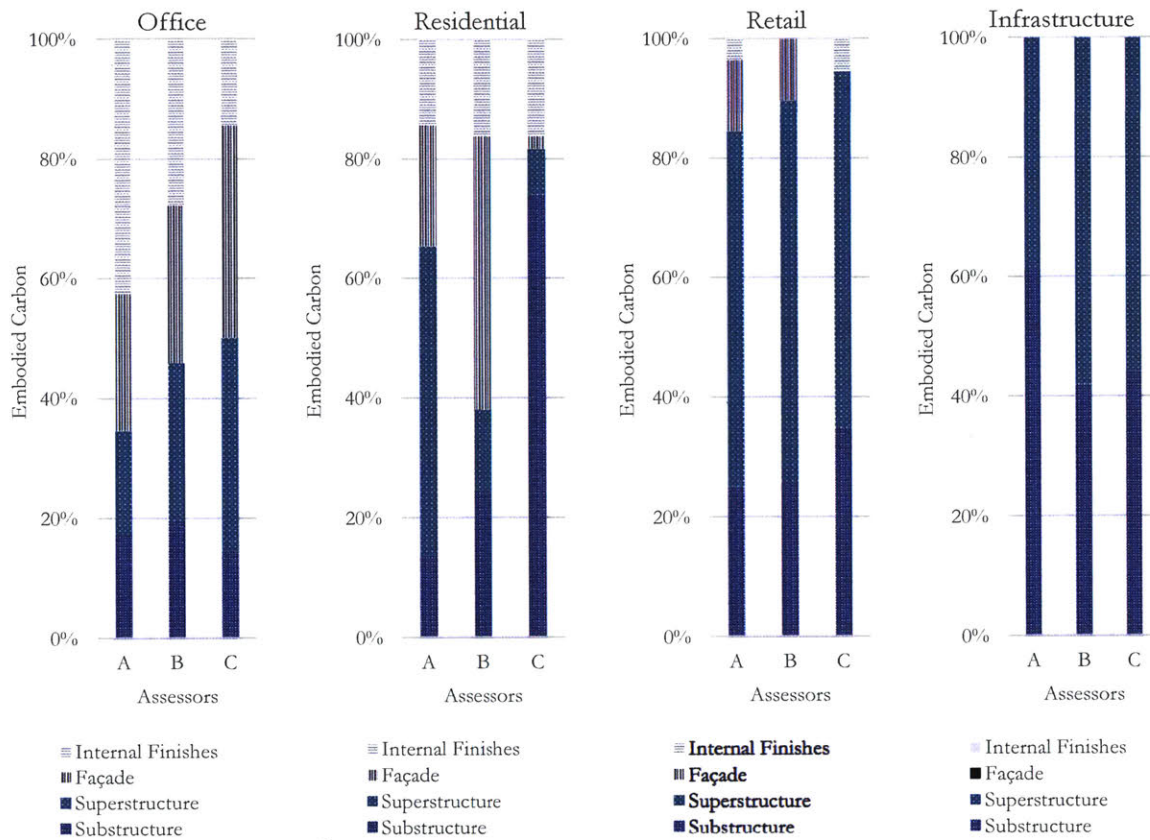 Office
100%
80%
60%
40%
20%
0%
Embodied Carbon
A B C
Assessors
Internal Finishes
Façade
Superstructure
Substructure
Residential
100%
80%
60%
40%
20%
0%
Embodied Carbon
A B C
Assessors
Internal Finishes
Façade
Superstructure
Substructure
Retail
100%
80%
60%
40%
20%
0%
Embodied Carbon
A B C
Assessors
Internal Finishes
Façade
Superstructure
Substructure
Infrastructure
100%
80%
60%
40%
20%
0%
Embodied Carbon
A B C
Assessors
Internal Finishes
Façade
Superstructure
Substructure